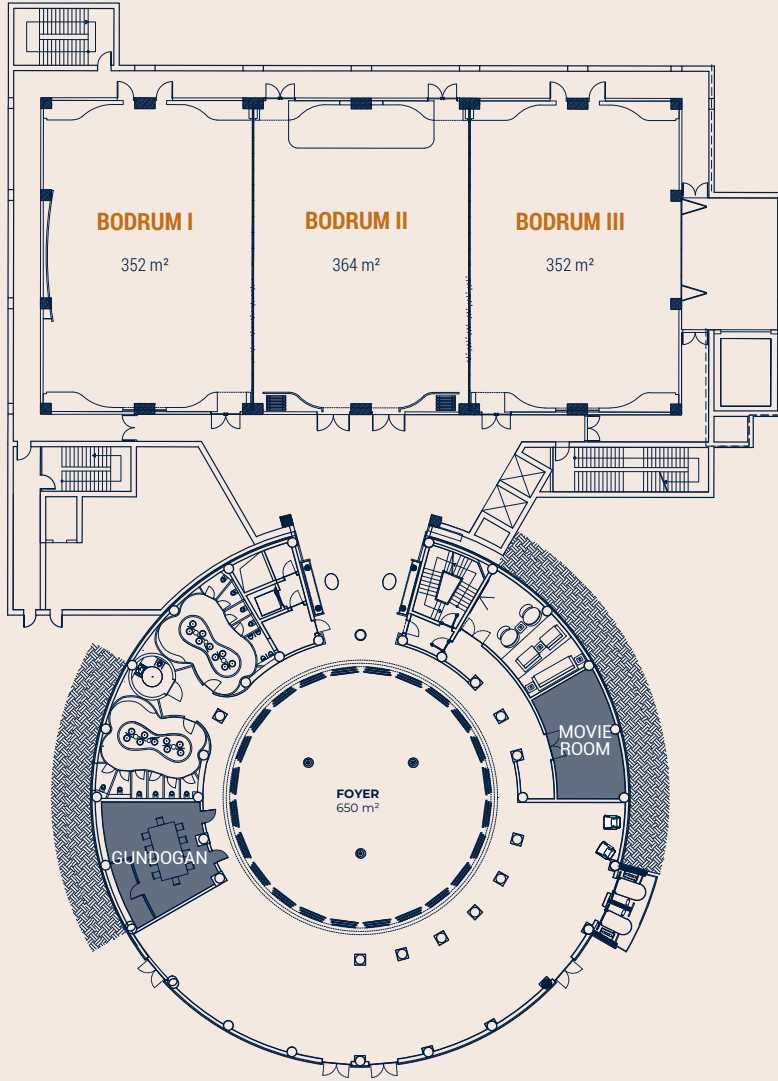 BODRUM I
352 m²
BODRUM II
364 m²
BODRUM III
352 m²
MOVIE
ROOM
FOYER
650 m²
GUNDOGAN